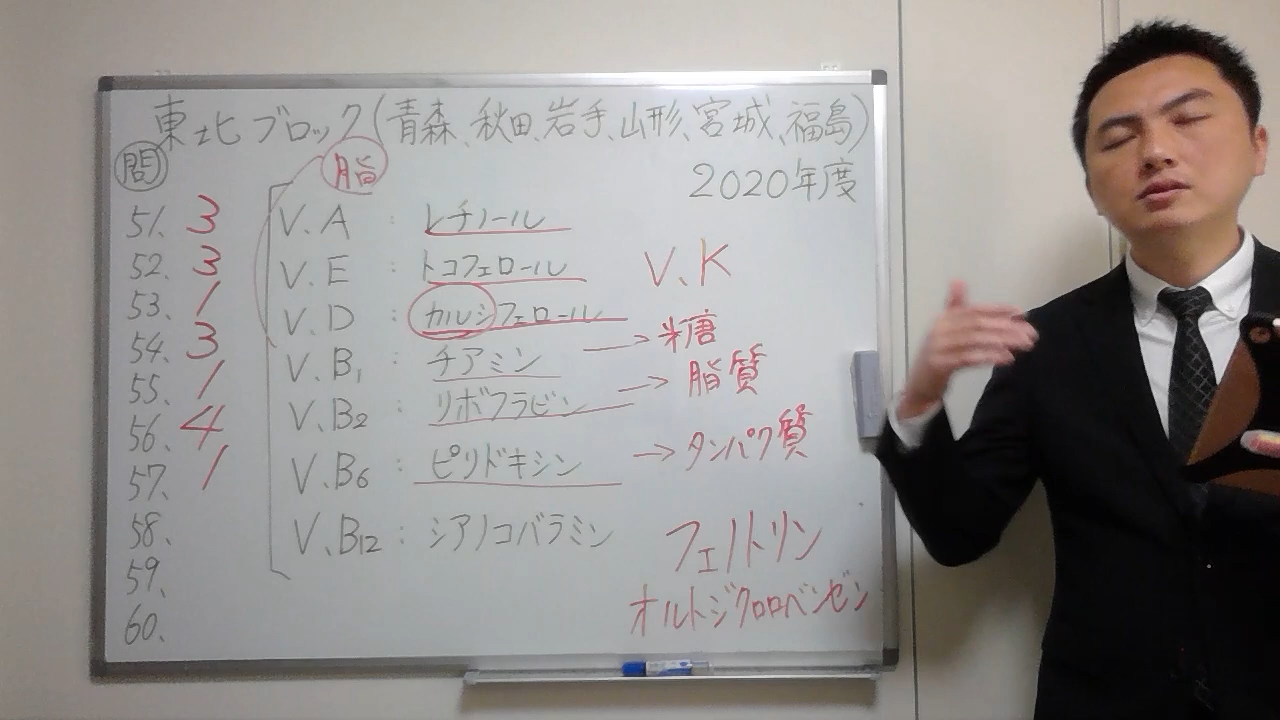 東北ブロック(青森、秋田、岩手、山形、宮城、福島)
2020年度
問
脂
51. 3
52. 3
53. 1
54. 3
55. 1
56. 4
57. 1
58.
59.
60.
V.A : レチノール
V.E : トコフェロール
V.K
V.D : カルシフェロール
V.B1 チアミン → 糖
V.B2 : リボフラビン → 脂質
V.B6 : ピリドキシン → タンパク質
V.B12 : シアノコバラミン
フェノトリン
オルトジクロロベンゼン